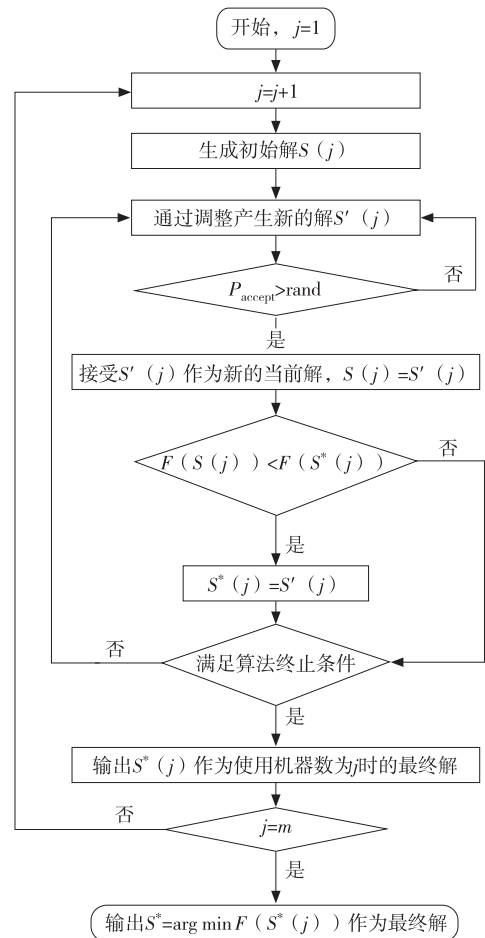 开始，j=1
j=j+1
生成初始解S（j）
通过调整产生新的解S′（j）
否
Paccept>rand
是
接受S′（j）作为新的当前解，S（j）=S′（j）
否
F（S（j））<F（S*（j））
是
S*（j）=S′（j）
否
满足算法终止条件
是
输出S*（j）作为使用机器数为j时的最终解
否
j=m
是
输出S*=arg min F（S*（j））作为最终解